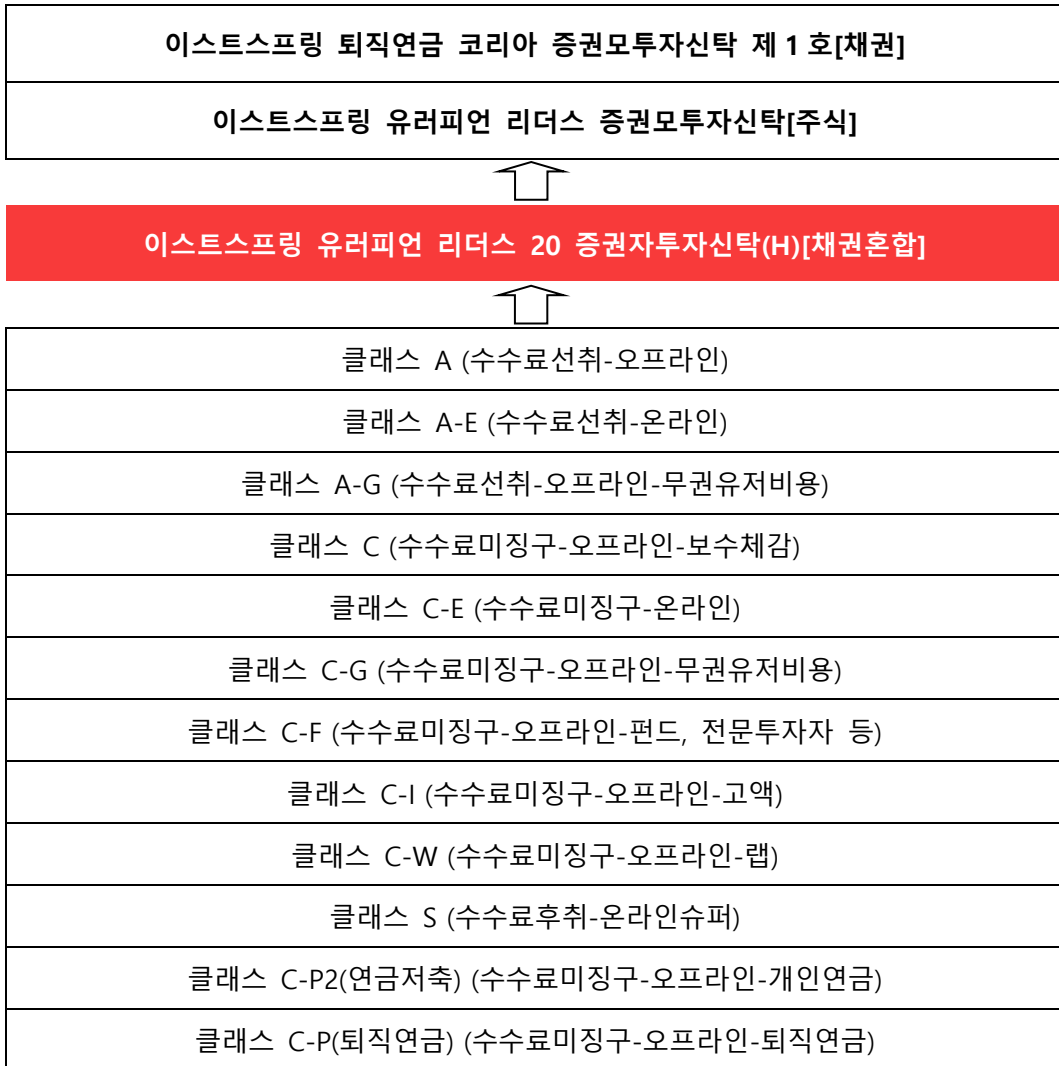 이스트스프링 퇴직연금 코리아 증권모투자신탁 제 1 호[채권]
이스트스프링 유러피언 리더스 증권모투자신탁[주식]
이스트스프링 유러피언 리더스 20 증권자투자신탁(H)[채권혼합]
클래스 A (수수료선취-오프라인)
클래스 A-E (수수료선취-온라인)
클래스 A-G (수수료선취-오프라인-무권유저비용)
클래스 C (수수료미징구-오프라인-보수체감)
클래스 C-E (수수료미징구-온라인)
클래스 C-G (수수료미징구-오프라인-무권유저비용)
클래스 C-F (수수료미징구-오프라인-펀드, 전문투자자 등)
클래스 C-I (수수료미징구-오프라인-고액)
클래스 C-W (수수료미징구-오프라인-랩)
클래스 S (수수료후취-온라인슈퍼)
클래스 C-P2(연금저축) (수수료미징구-오프라인-개인연금)
클래스 C-P(퇴직연금) (수수료미징구-오프라인-퇴직연금)